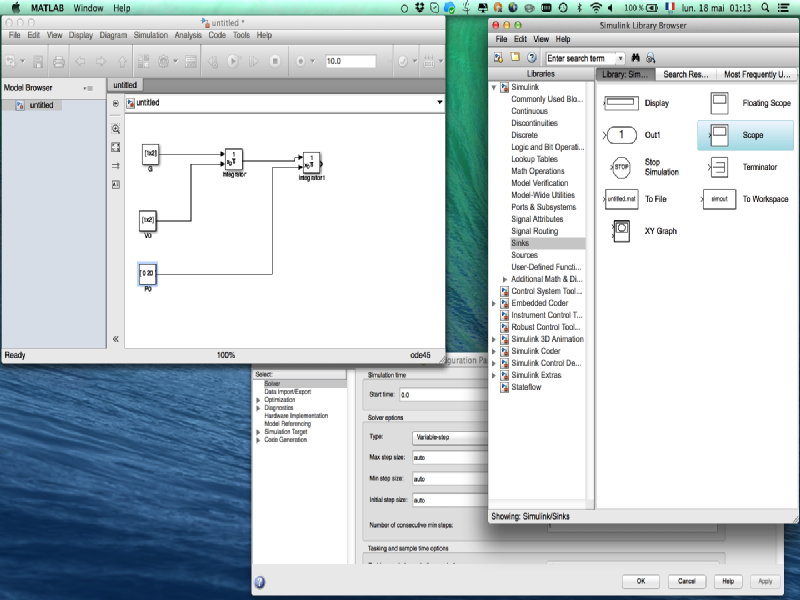 MATLAB Window Help
100 % lun. 18 mai 01:13
untitled *
File Edit View Display Diagram Simulation Analysis Code Tools Help
10.0
Model Browser
untitled
untitled
untitled
[1x2]
G
1
xo s
Integrator
1
xo s
Integrator1
[1x2]
V0
[ 0 20
P0
Ready 100% ode45
Simulink Library Browser
File Edit View Help
Enter search term
Libraries
Library: Sim... Search Res... Most Frequently U...
Simulink
Commonly Used Blo...
Continuous
Discontinuities
Discrete
Logic and Bit Operati...
Lookup Tables
Math Operations
Model Verification
Model-Wide Utilities
Ports & Subsystems
Signal Attributes
Signal Routing
Sinks
Sources
User-Defined Functi...
Additional Math & Di...
Control System Tool...
Embedded Coder
Instrument Control T...
Robust Control Tool...
Simulink 3D Animation
Simulink Coder
Simulink Control De...
Simulink Extras
Stateflow
Display
Floating Scope
1
Out1
Scope
STOP
Stop
Simulation
Terminator
untitled.mat
To File
simout
To Workspace
XY Graph
Showing: Simulink/Sinks
guration Pa
Select:
Solver
Data Import/Export
Optimization
Diagnostics
Hardware Implementation
Model Referencing
Simulation Target
Code Generation
Simulation time
Start time: 0.0
Solver options
Type: Variable-step
Max step size: auto
Min step size: auto
Initial step size: auto
Number of consecutive min steps:
Tasking and sample time options
OK Cancel Help Apply